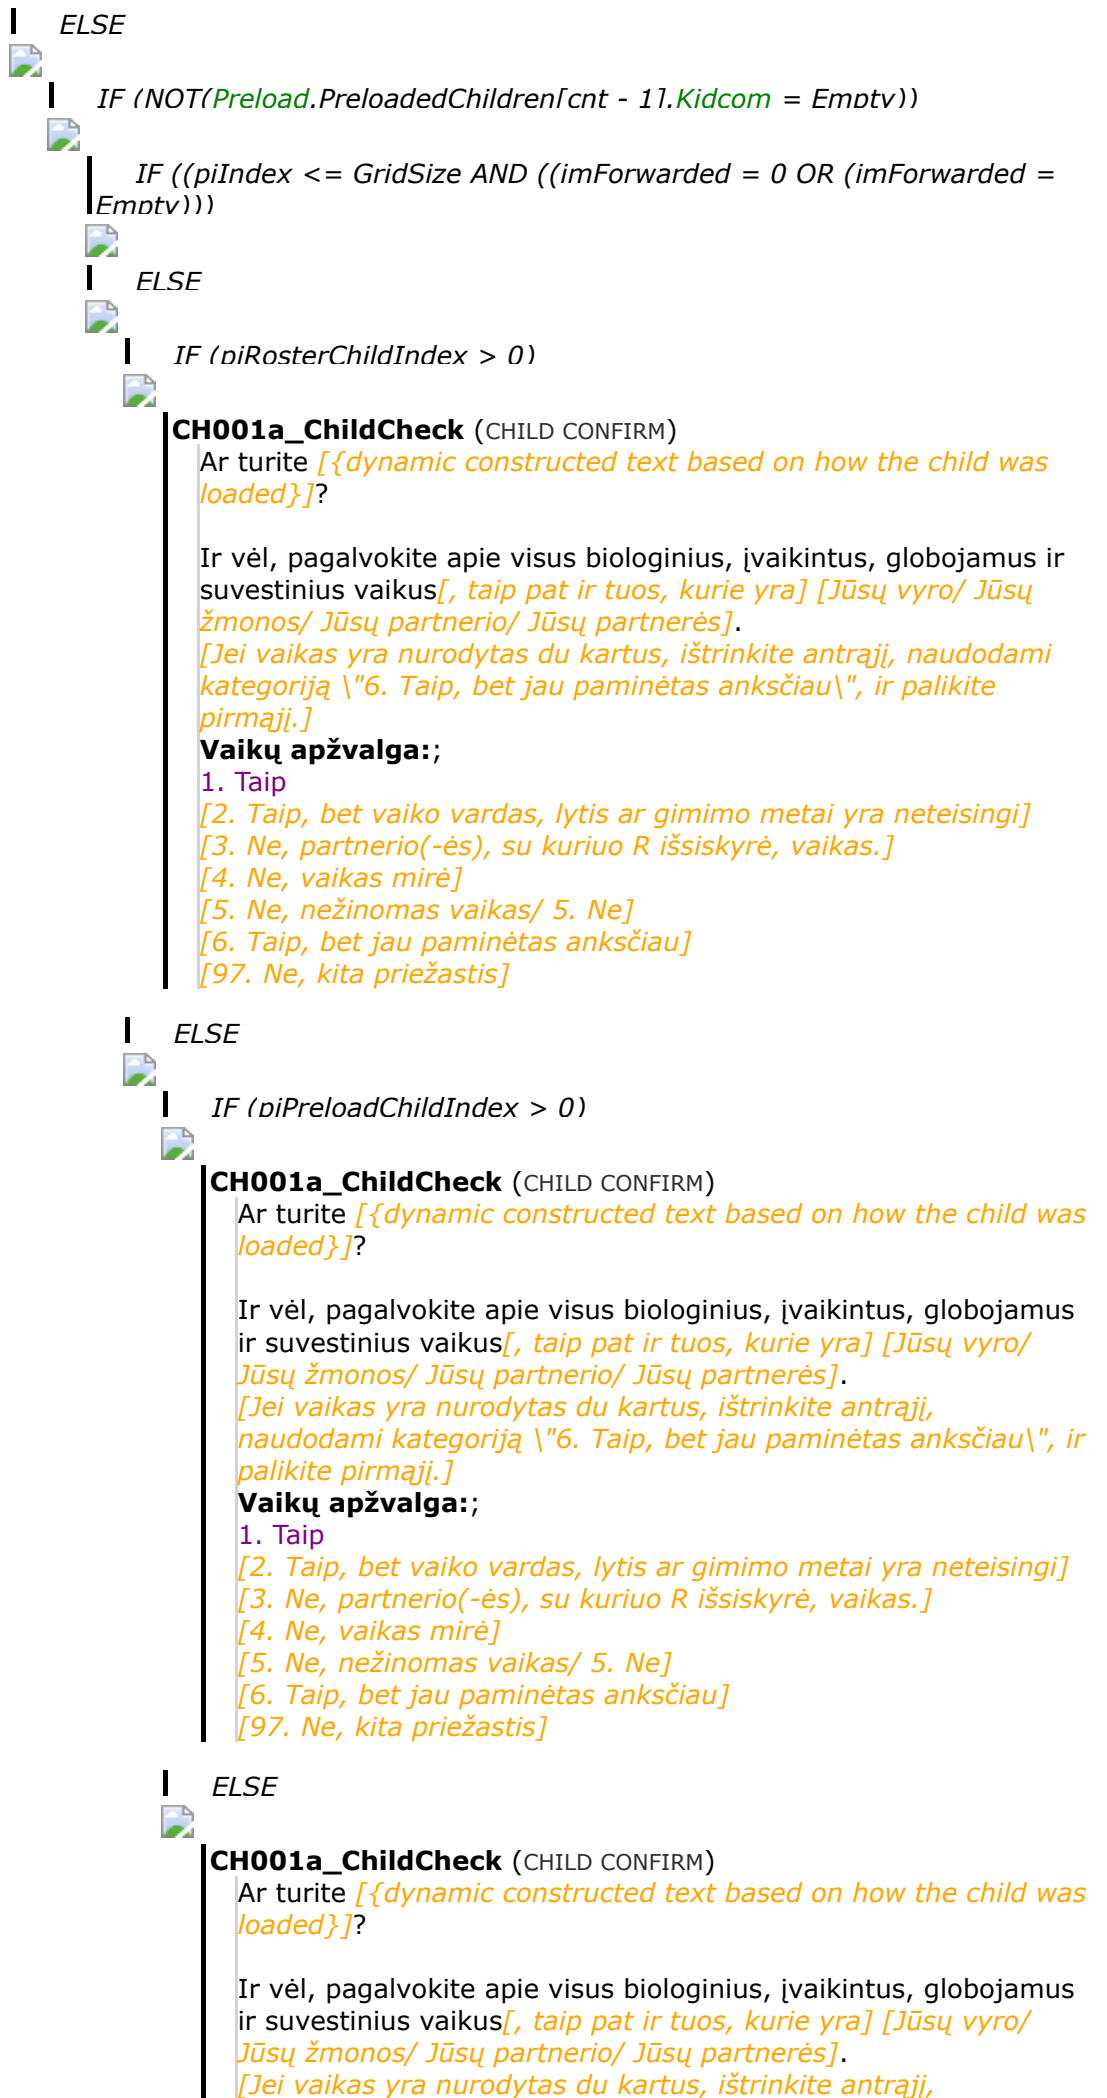 ELSE
IF (NOT(Preload.PreloadedChildren[cnt - 1].Kidcom = Empty))
IF ((piIndex <= GridSize AND ((imForwarded = 0 OR (imForwarded =
Empty)))
ELSE
IF (piRosterChildIndex > 0)
CH001a_ChildCheck (CHILD CONFIRM)
Ar turite [{dynamic constructed text based on how the child was
loaded}]?
Ir vėl, pagalvokite apie visus biologinius, įvaikintus, globojamus ir
suvestinius vaikus[, taip pat ir tuos, kurie yra] [Jūsų vyro/ Jūsų
žmonos/ Jūsų partnerio/ Jūsų partnerės].
[Jei vaikas yra nurodytas du kartus, ištrinkite antrąjį, naudodami
kategoriją \"6. Taip, bet jau paminėtas anksčiau\", ir palikite
pirmąjį.]
Vaikų apžvalga:;
1. Taip
[2. Taip, bet vaiko vardas, lytis ar gimimo metai yra neteisingi]
[3. Ne, partnerio(-ės), su kuriuo R išsiskyrė, vaikas.]
[4. Ne, vaikas mirė]
[5. Ne, nežinomas vaikas/ 5. Ne]
[6. Taip, bet jau paminėtas anksčiau]
[97. Ne, kita priežastis]
ELSE
IF (piPreloadChildIndex > 0)
CH001a_ChildCheck (CHILD CONFIRM)
Ar turite [{dynamic constructed text based on how the child was
loaded}]?
Ir vėl, pagalvokite apie visus biologinius, įvaikintus, globojamus
ir suvestinius vaikus[, taip pat ir tuos, kurie yra] [Jūsų vyro/
Jūsų žmonos/ Jūsų partnerio/ Jūsų partnerės].
[Jei vaikas yra nurodytas du kartus, ištrinkite antrąjį,
naudodami kategoriją \"6. Taip, bet jau paminėtas anksčiau\", ir
palikite pirmąjį.]
Vaikų apžvalga:;
1. Taip
[2. Taip, bet vaiko vardas, lytis ar gimimo metai yra neteisingi]
[3. Ne, partnerio(-ės), su kuriuo R išsiskyrė, vaikas.]
[4. Ne, vaikas mirė]
[5. Ne, nežinomas vaikas/ 5. Ne]
[6. Taip, bet jau paminėtas anksčiau]
[97. Ne, kita priežastis]
ELSE
CH001a_ChildCheck (CHILD CONFIRM)
Ar turite [{dynamic constructed text based on how the child was
loaded}]?
Ir vėl, pagalvokite apie visus biologinius, įvaikintus, globojamus
ir suvestinius vaikus[, taip pat ir tuos, kurie yra] [Jūsų vyro/
Jūsų žmonos/ Jūsų partnerio/ Jūsų partnerės].
[Jei vaikas yra nurodytas du kartus, ištrinkite antrąjį,